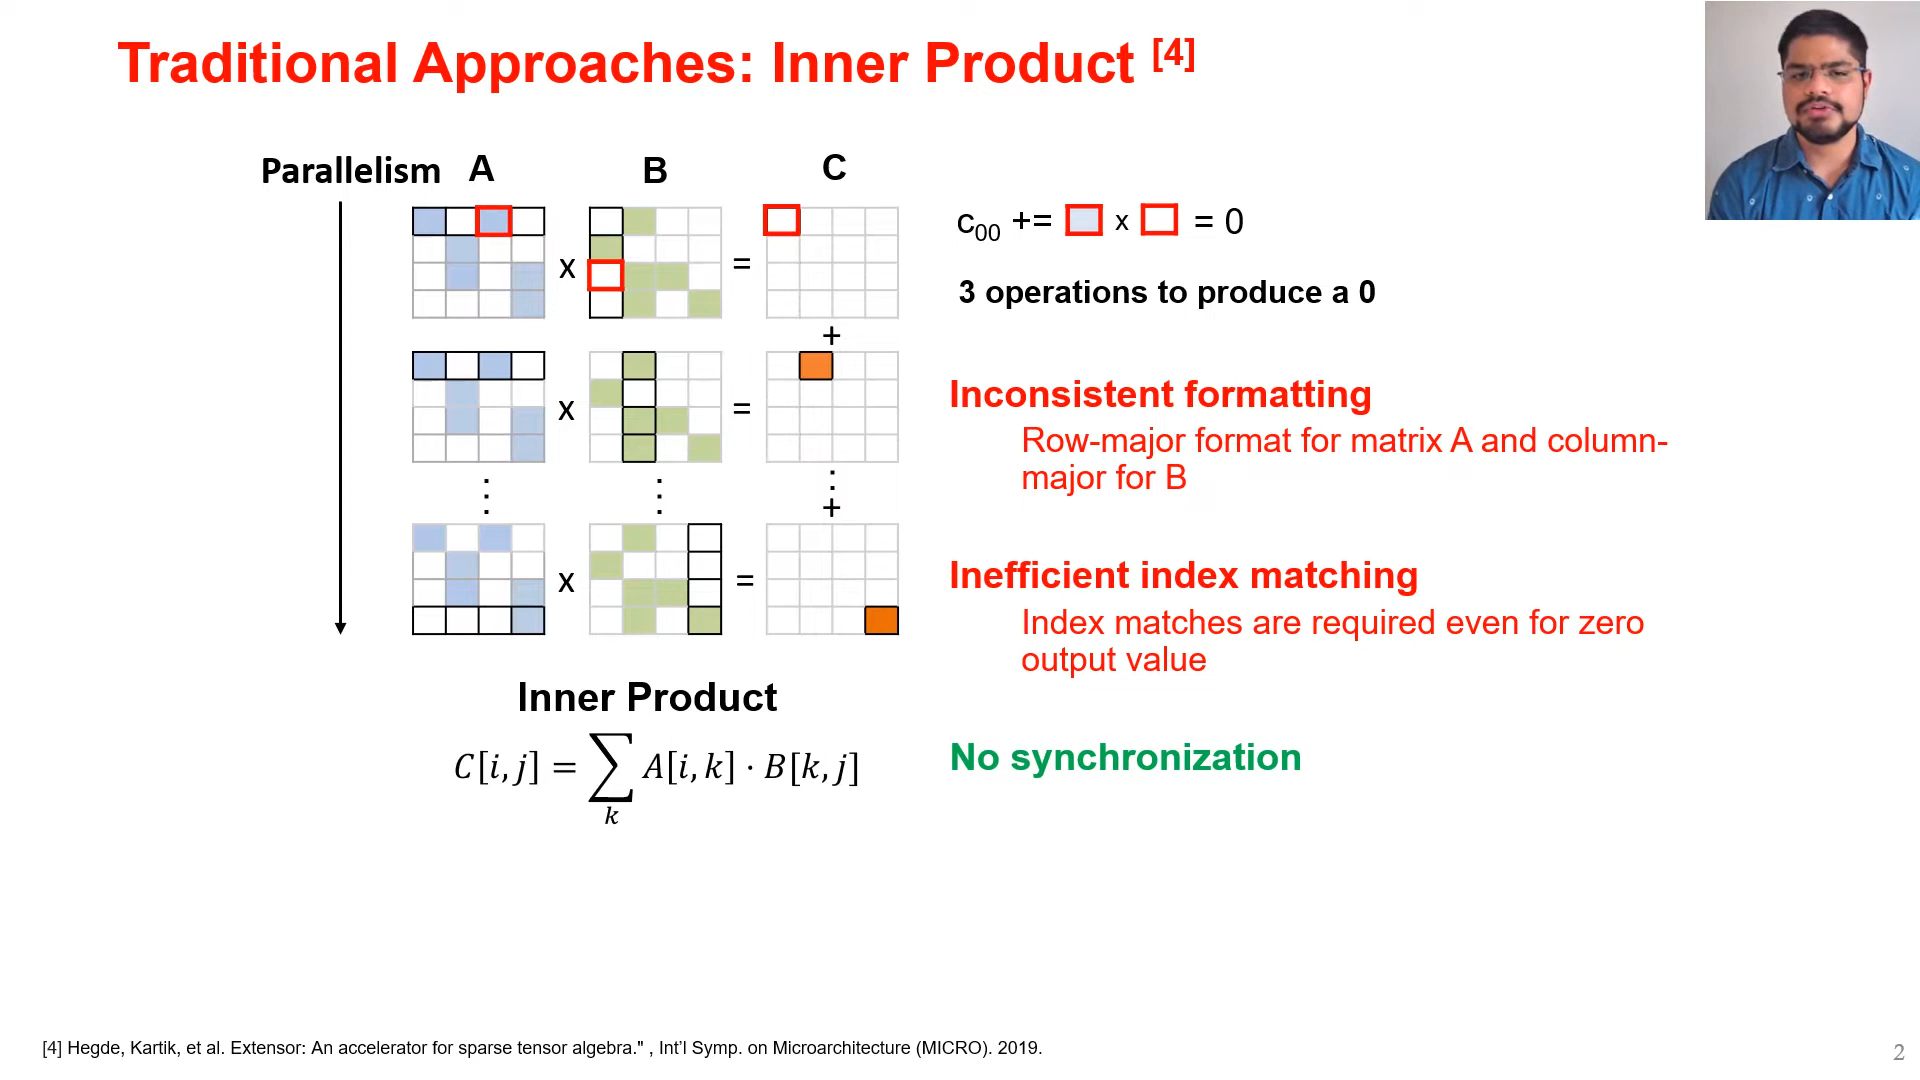 Traditional Approaches: Inner Product [4]
Parallelism A B C
x =
+
x =
+
x =
c00 += x = 0
3 operations to produce a 0
Inconsistent formatting
Row-major format for matrix A and column-
major for B
Inefficient index matching
Index matches are required even for zero
output value
No synchronization
Inner Product
C[i,j] = ∑ A[i,k] · B[k,j]
k
[4] Hegde, Kartik, et al. Extensor: An accelerator for sparse tensor algebra." , Int'l Symp. on Microarchitecture (MICRO). 2019.
2